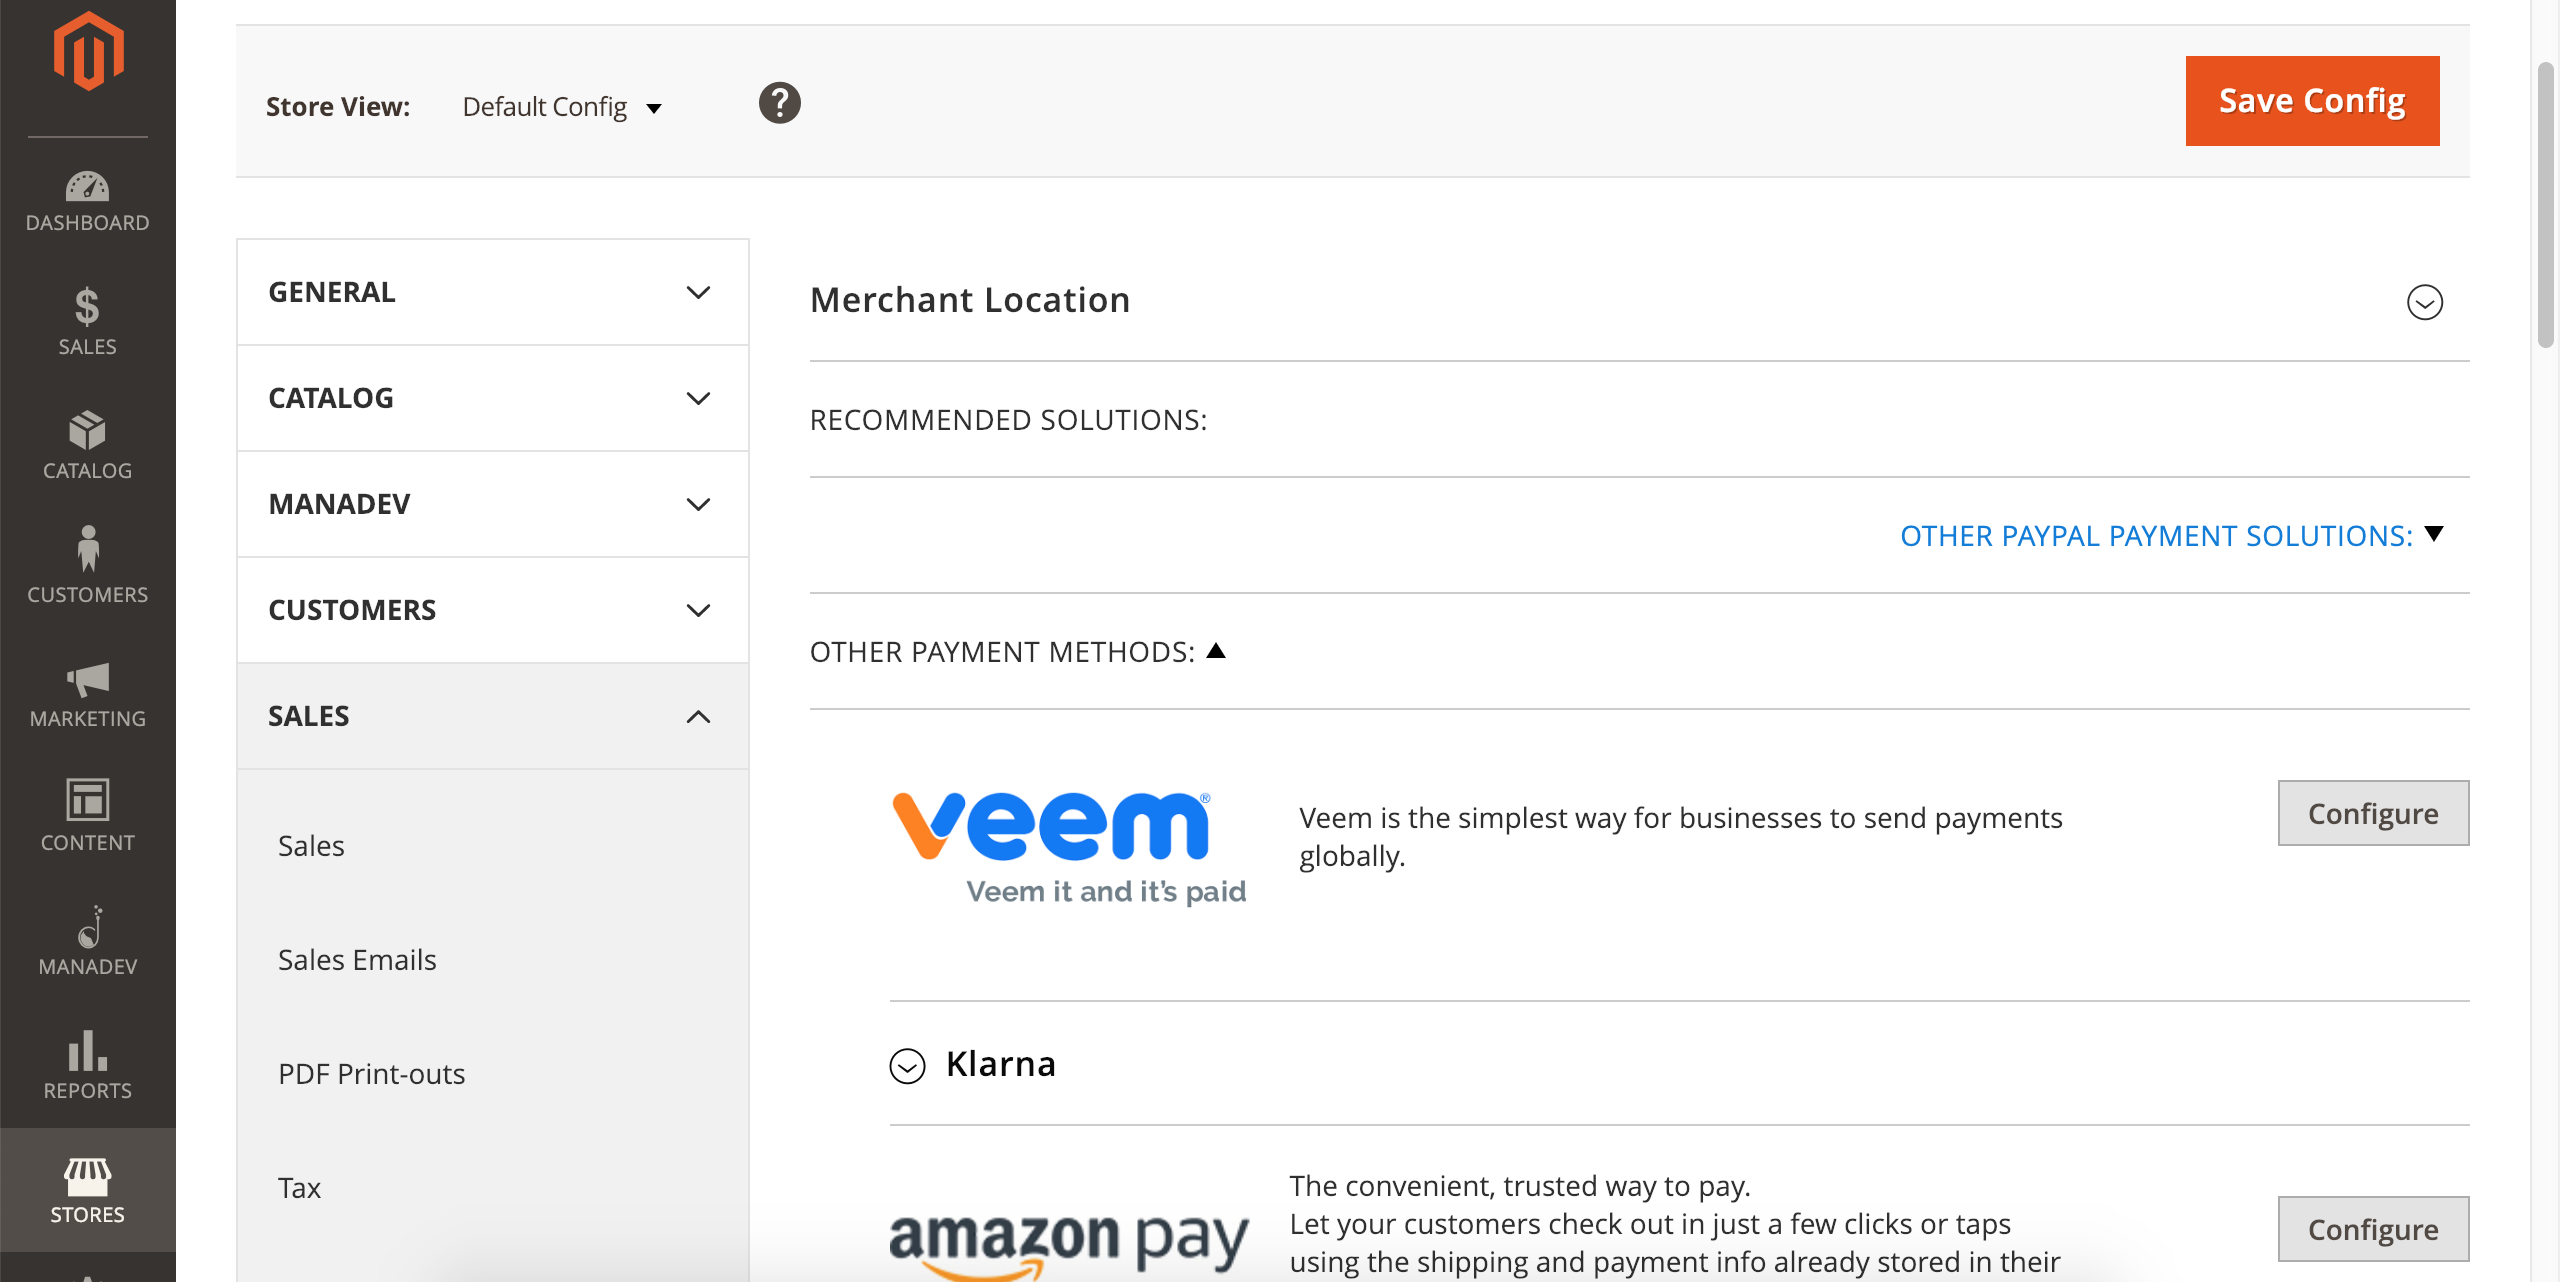 Store View: Default Config ?
Save Config
DASHBOARD
SALES
CATALOG
CUSTOMERS
MARKETING
CONTENT
MANADEV
REPORTS
STORES
GENERAL
CATALOG
MANADEV
CUSTOMERS
SALES
Sales
Sales Emails
PDF Print-outs
Tax
Merchant Location
RECOMMENDED SOLUTIONS:
OTHER PAYPAL PAYMENT SOLUTIONS:
OTHER PAYMENT METHODS:
veem®
Veem it and it's paid
Veem is the simplest way for businesses to send payments
globally.
Configure
Klarna
amazon pay
The convenient, trusted way to pay.
Let your customers check out in just a few clicks or taps
using the shipping and payment info already stored in their
Configure